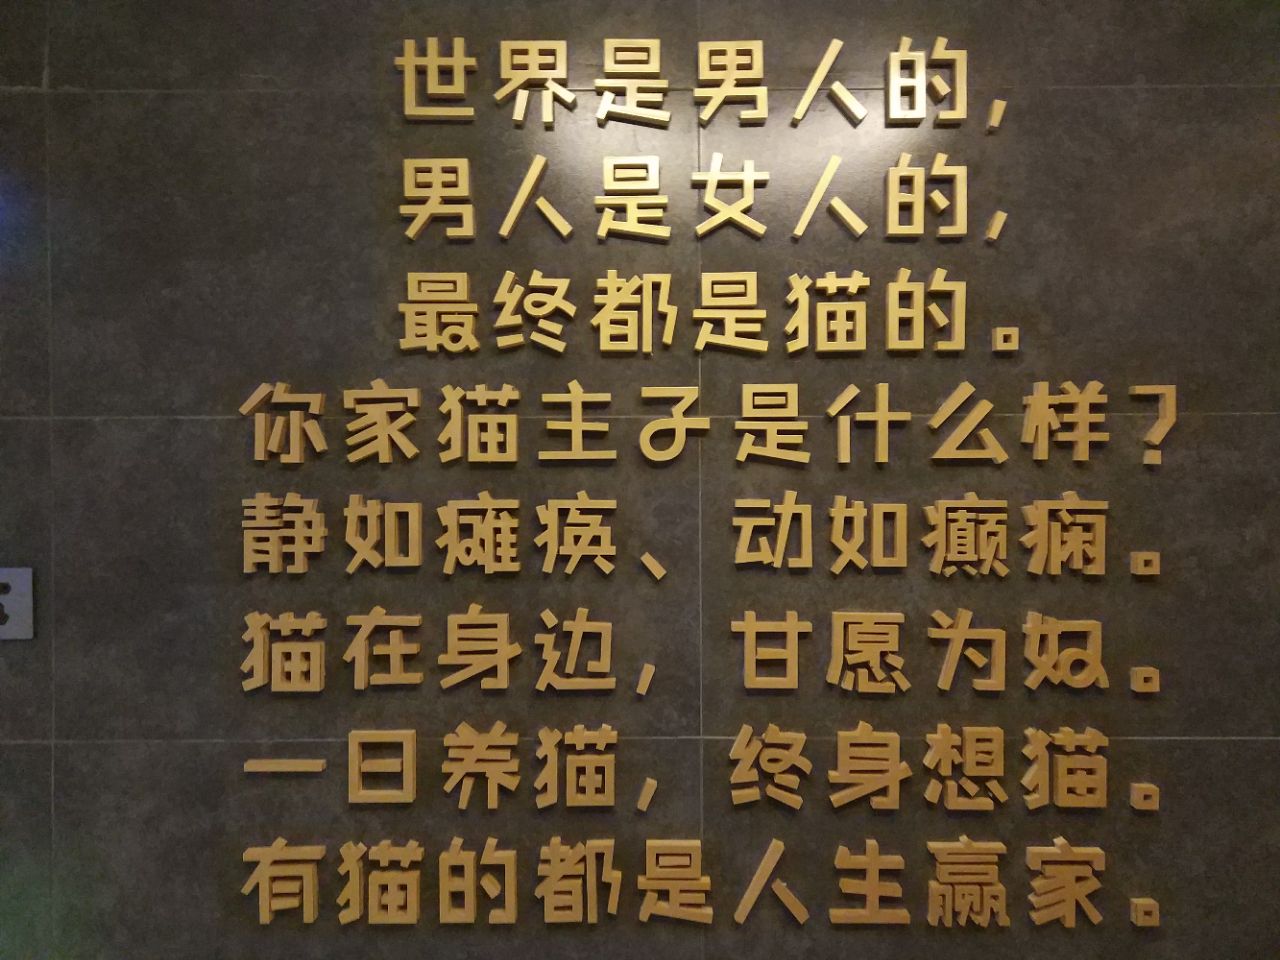 世界是男人的，
男人是女人的，
最终都是猫的。
你家猫主子是什么样？
静如瘫痪、动如癫痫。
猫在身边，甘愿为奴。
一日养猫，终身想猫。
有猫的都是人生赢家。